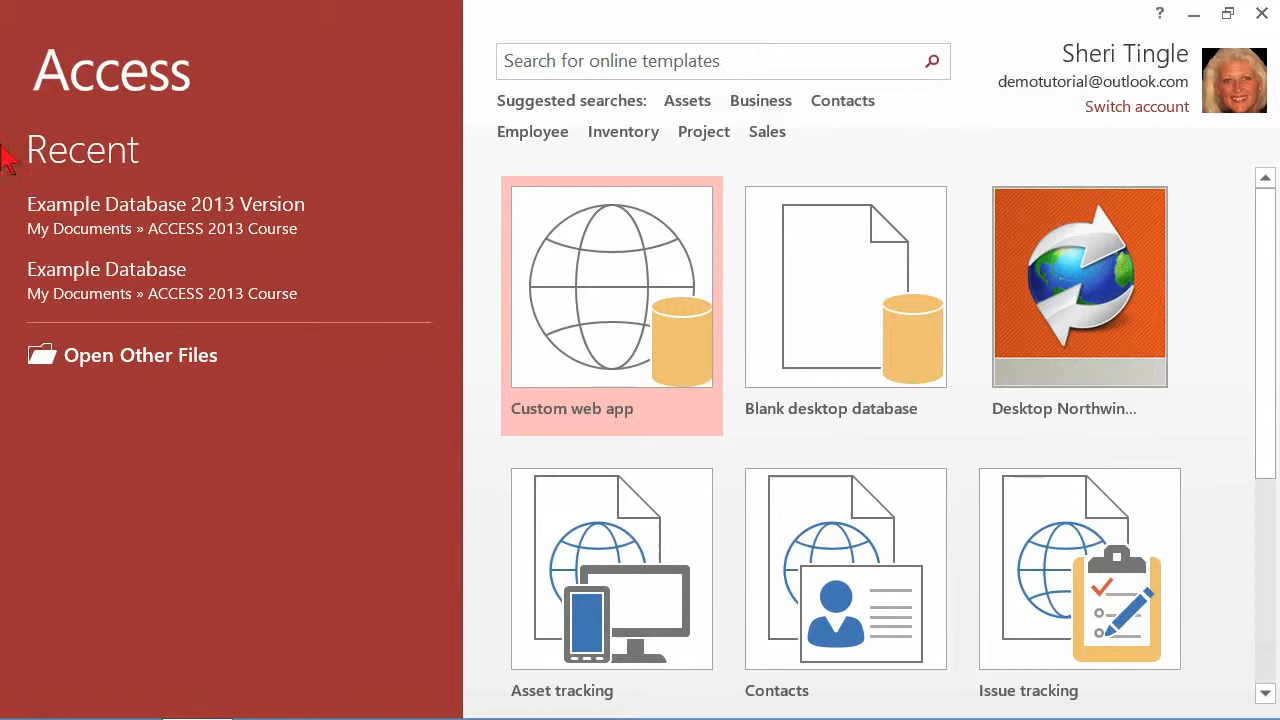 ?
Access
Search for online templates
Sheri Tingle
demotutorial@outlook.com
Switch account
Suggested searches: Assets Business Contacts
Employee Inventory Project Sales
Recent
Example Database 2013 Version
My Documents » ACCESS 2013 Course
Example Database
My Documents » ACCESS 2013 Course
Open Other Files
Custom web app
Blank desktop database
Desktop Northwin...
Asset tracking
Contacts
Issue tracking